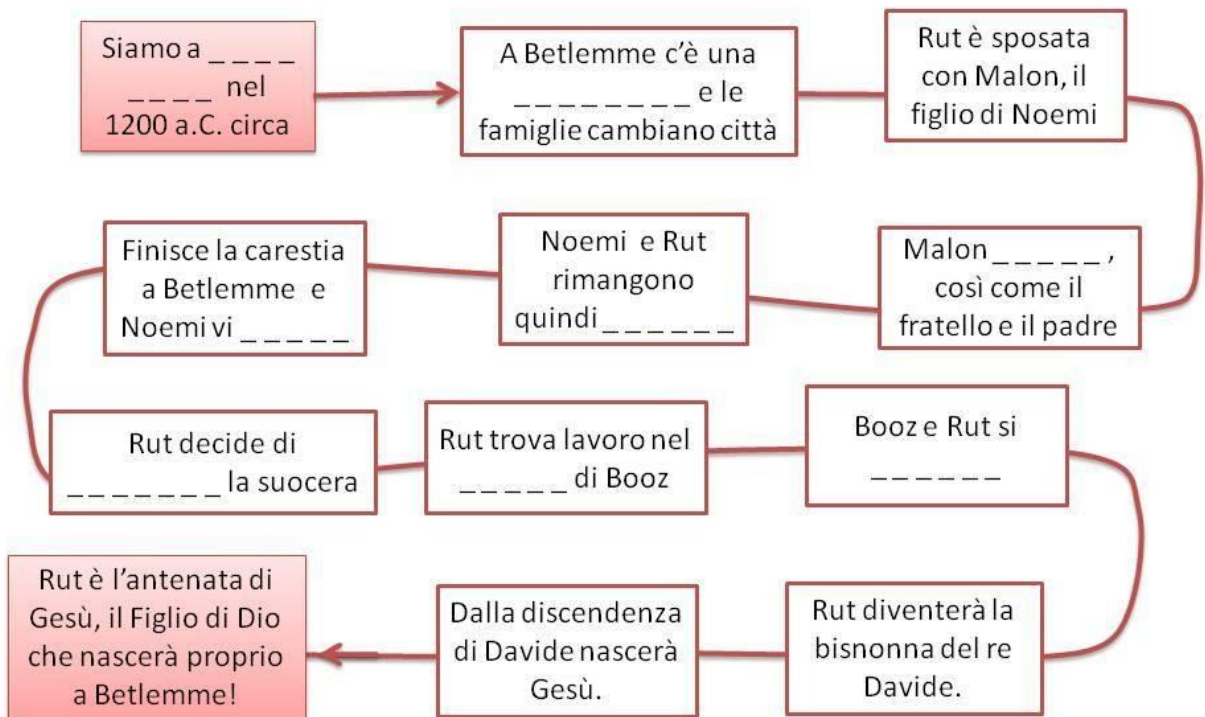 Siamo a _ _ _ _
_ _ _ _ nel
1200 a.C. circa
A Betlemme c'è una
_ _ _ _ _ _ _ _ e le
famiglie cambiano città
Rut è sposata
con Malon, il
figlio di Noemi
Malon _ _ _ _ _ ,
così come il
fratello e il padre
Noemi e Rut
rimangono
quindi _ _ _ _ _ _
Finisce la carestia
a Betlemme e
Noemi vi _ _ _ _ _
Rut decide di
_ _ _ _ _ _ _ la suocera
Rut trova lavoro nel
_ _ _ _ _ di Booz
Booz e Rut si
_ _ _ _ _ _
Rut diventerà la
bisnonna del re
Davide.
Dalla discendenza
di Davide nascerà
Gesù.
Rut è l'antenata di
Gesù, il Figlio di Dio
che nascerà proprio
a Betlemme!